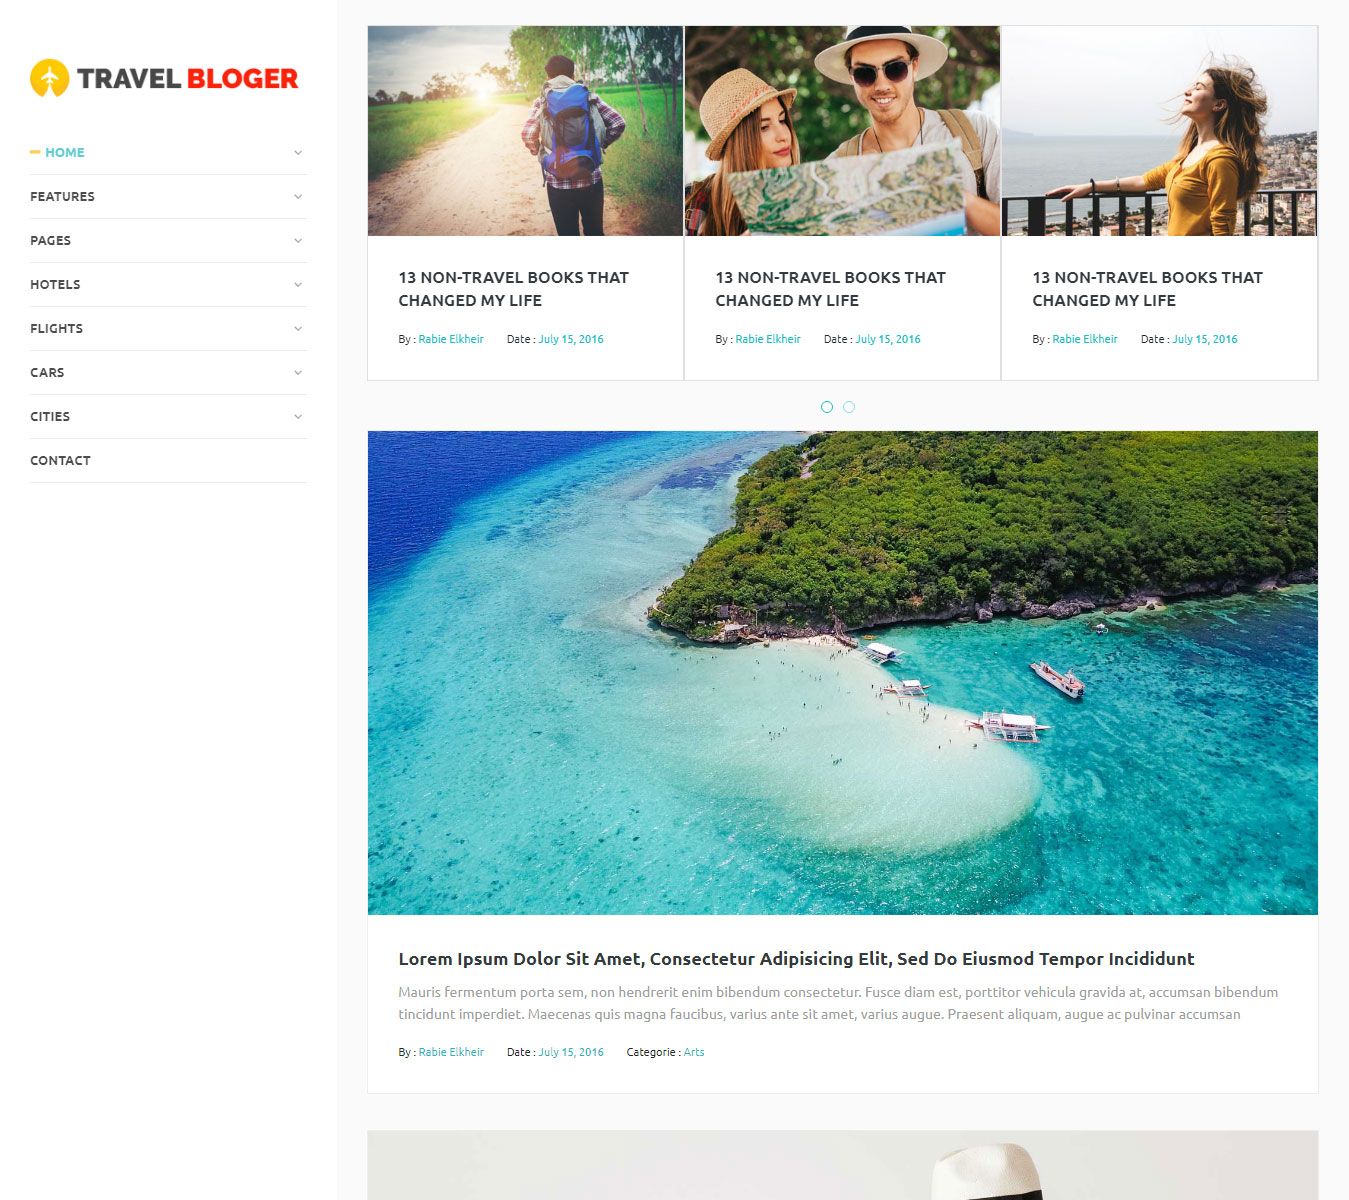 TRAVEL BLOGER
HOME
FEATURES
PAGES
HOTELS
FLIGHTS
CARS
CITIES
CONTACT
13 NON-TRAVEL BOOKS THAT
CHANGED MY LIFE
By : Rabie Elkheir Date : July 15, 2016
13 NON-TRAVEL BOOKS THAT
CHANGED MY LIFE
By : Rabie Elkheir Date : July 15, 2016
13 NON-TRAVEL BOOKS THAT
CHANGED MY LIFE
By : Rabie Elkheir Date : July 15, 2016
Lorem Ipsum Dolor Sit Amet, Consectetur Adipisicing Elit, Sed Do Eiusmod Tempor Incididunt
Mauris fermentum porta sem, non hendrerit enim bibendum consectetur. Fusce diam est, porttitor vehicula gravida at, accumsan bibendum
tincidunt imperdiet. Maecenas quis magna faucibus, varius ante sit amet, varius augue. Praesent aliquam, augue ac pulvinar accumsan
By : Rabie Elkheir Date : July 15, 2016 Categorie : Arts